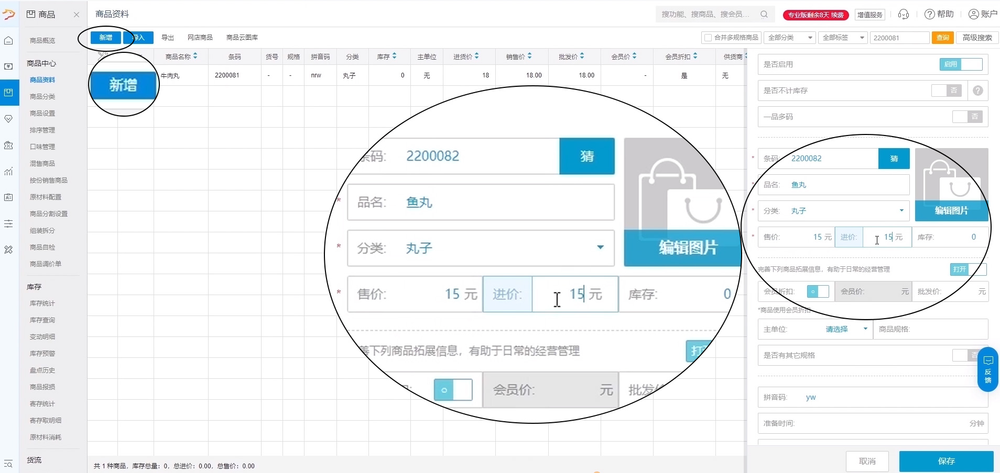 商品
商品资料
搜功能、搜商品、搜会员...
专业版剩余8天 续费
增值服务
帮助
账户
商品概览
商品中心
商品资料
商品分类
商品设置
排序管理
口味管理
混售商品
按份销售商品
原材料配置
商品分割设置
组装拆分
商品自检
商品调价单
库存
库存统计
库存查询
变动明细
库存预警
盘点历史
商品报损
寄存统计
寄存取明细
原材料消耗
货流
新增
导入
导出
网店商品
商品云图库
合并多规格商品
全部分类
全部标签
2200081
查询
高级搜索
商品名称 条码 货号 规格 拼音码 分类 库存 主单位 进货价 销售价 批发价 会员价 会员折扣 供货商
牛肉丸 2200081 - - nrw 丸子 0 无 18 18.00 18.00 - 是 无
新增
条码: 2200082 猜
* 品名: 鱼丸
* 分类: 丸子
编辑图片
* 售价: 15 元 进价: 15 元 库存: 0
善下列商品拓展信息，有助于日常的经营管理
会员价: 元
共 1 种商品，库存总量：0，总进价：0.00，总售价：0.00
是否启用 启用
是否不计库存 否 ?
一品多码 否
* 条码: 2200082 猜
* 品名: 鱼丸
* 分类: 丸子
编辑图片
* 售价: 15 元 进价: 15 元 库存: 0
完善下列商品拓展信息，有助于日常的经营管理 打开
会员折扣: 会员价: 元 批发价: 元
*商品使用会员折扣
主单位: 请选择 商品规格:
是否有其它规格 否
反馈
拼音码: yw
准备时间: 分钟
取消
保存